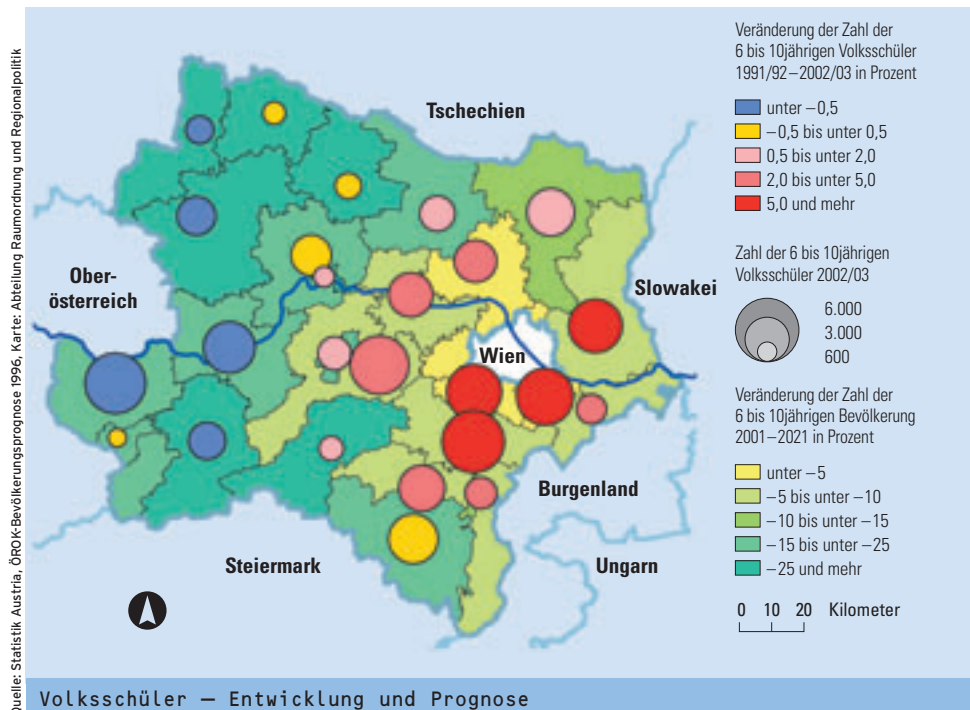 Quelle: Statistik Austria, ÖROK-Bevölkerungsprognose 1996, Karte: Abteilung Raumordnung und Regionalpolitik
Tschechien
Ober-
österreich
Slowakei
Wien
Burgenland
Steiermark
Ungarn
Veränderung der Zahl der
6 bis 10jährigen Volksschüler
1991/92–2002/03 in Prozent
unter –0,5
–0,5 bis unter 0,5
0,5 bis unter 2,0
2,0 bis unter 5,0
5,0 und mehr
Zahl der 6 bis 10jährigen
Volksschüler 2002/03
6.000
3.000
600
Veränderung der Zahl der
6 bis 10jährigen Bevölkerung
2001–2021 in Prozent
unter –5
–5 bis unter –10
–10 bis unter –15
–15 bis unter –25
–25 und mehr
0 10 20 Kilometer
Volksschüler – Entwicklung und Prognose